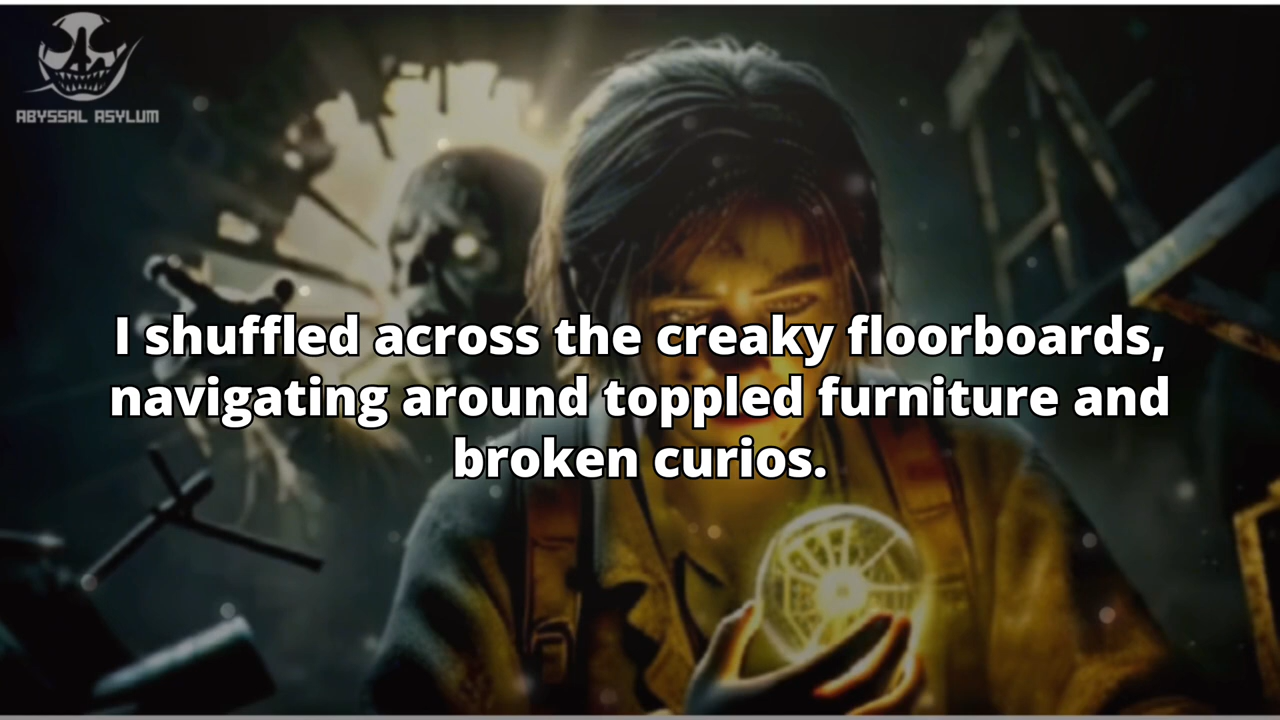 ABYSSAL ASYLUM
I shuffled across the creaky floorboards,
navigating around toppled furniture and
broken curios.